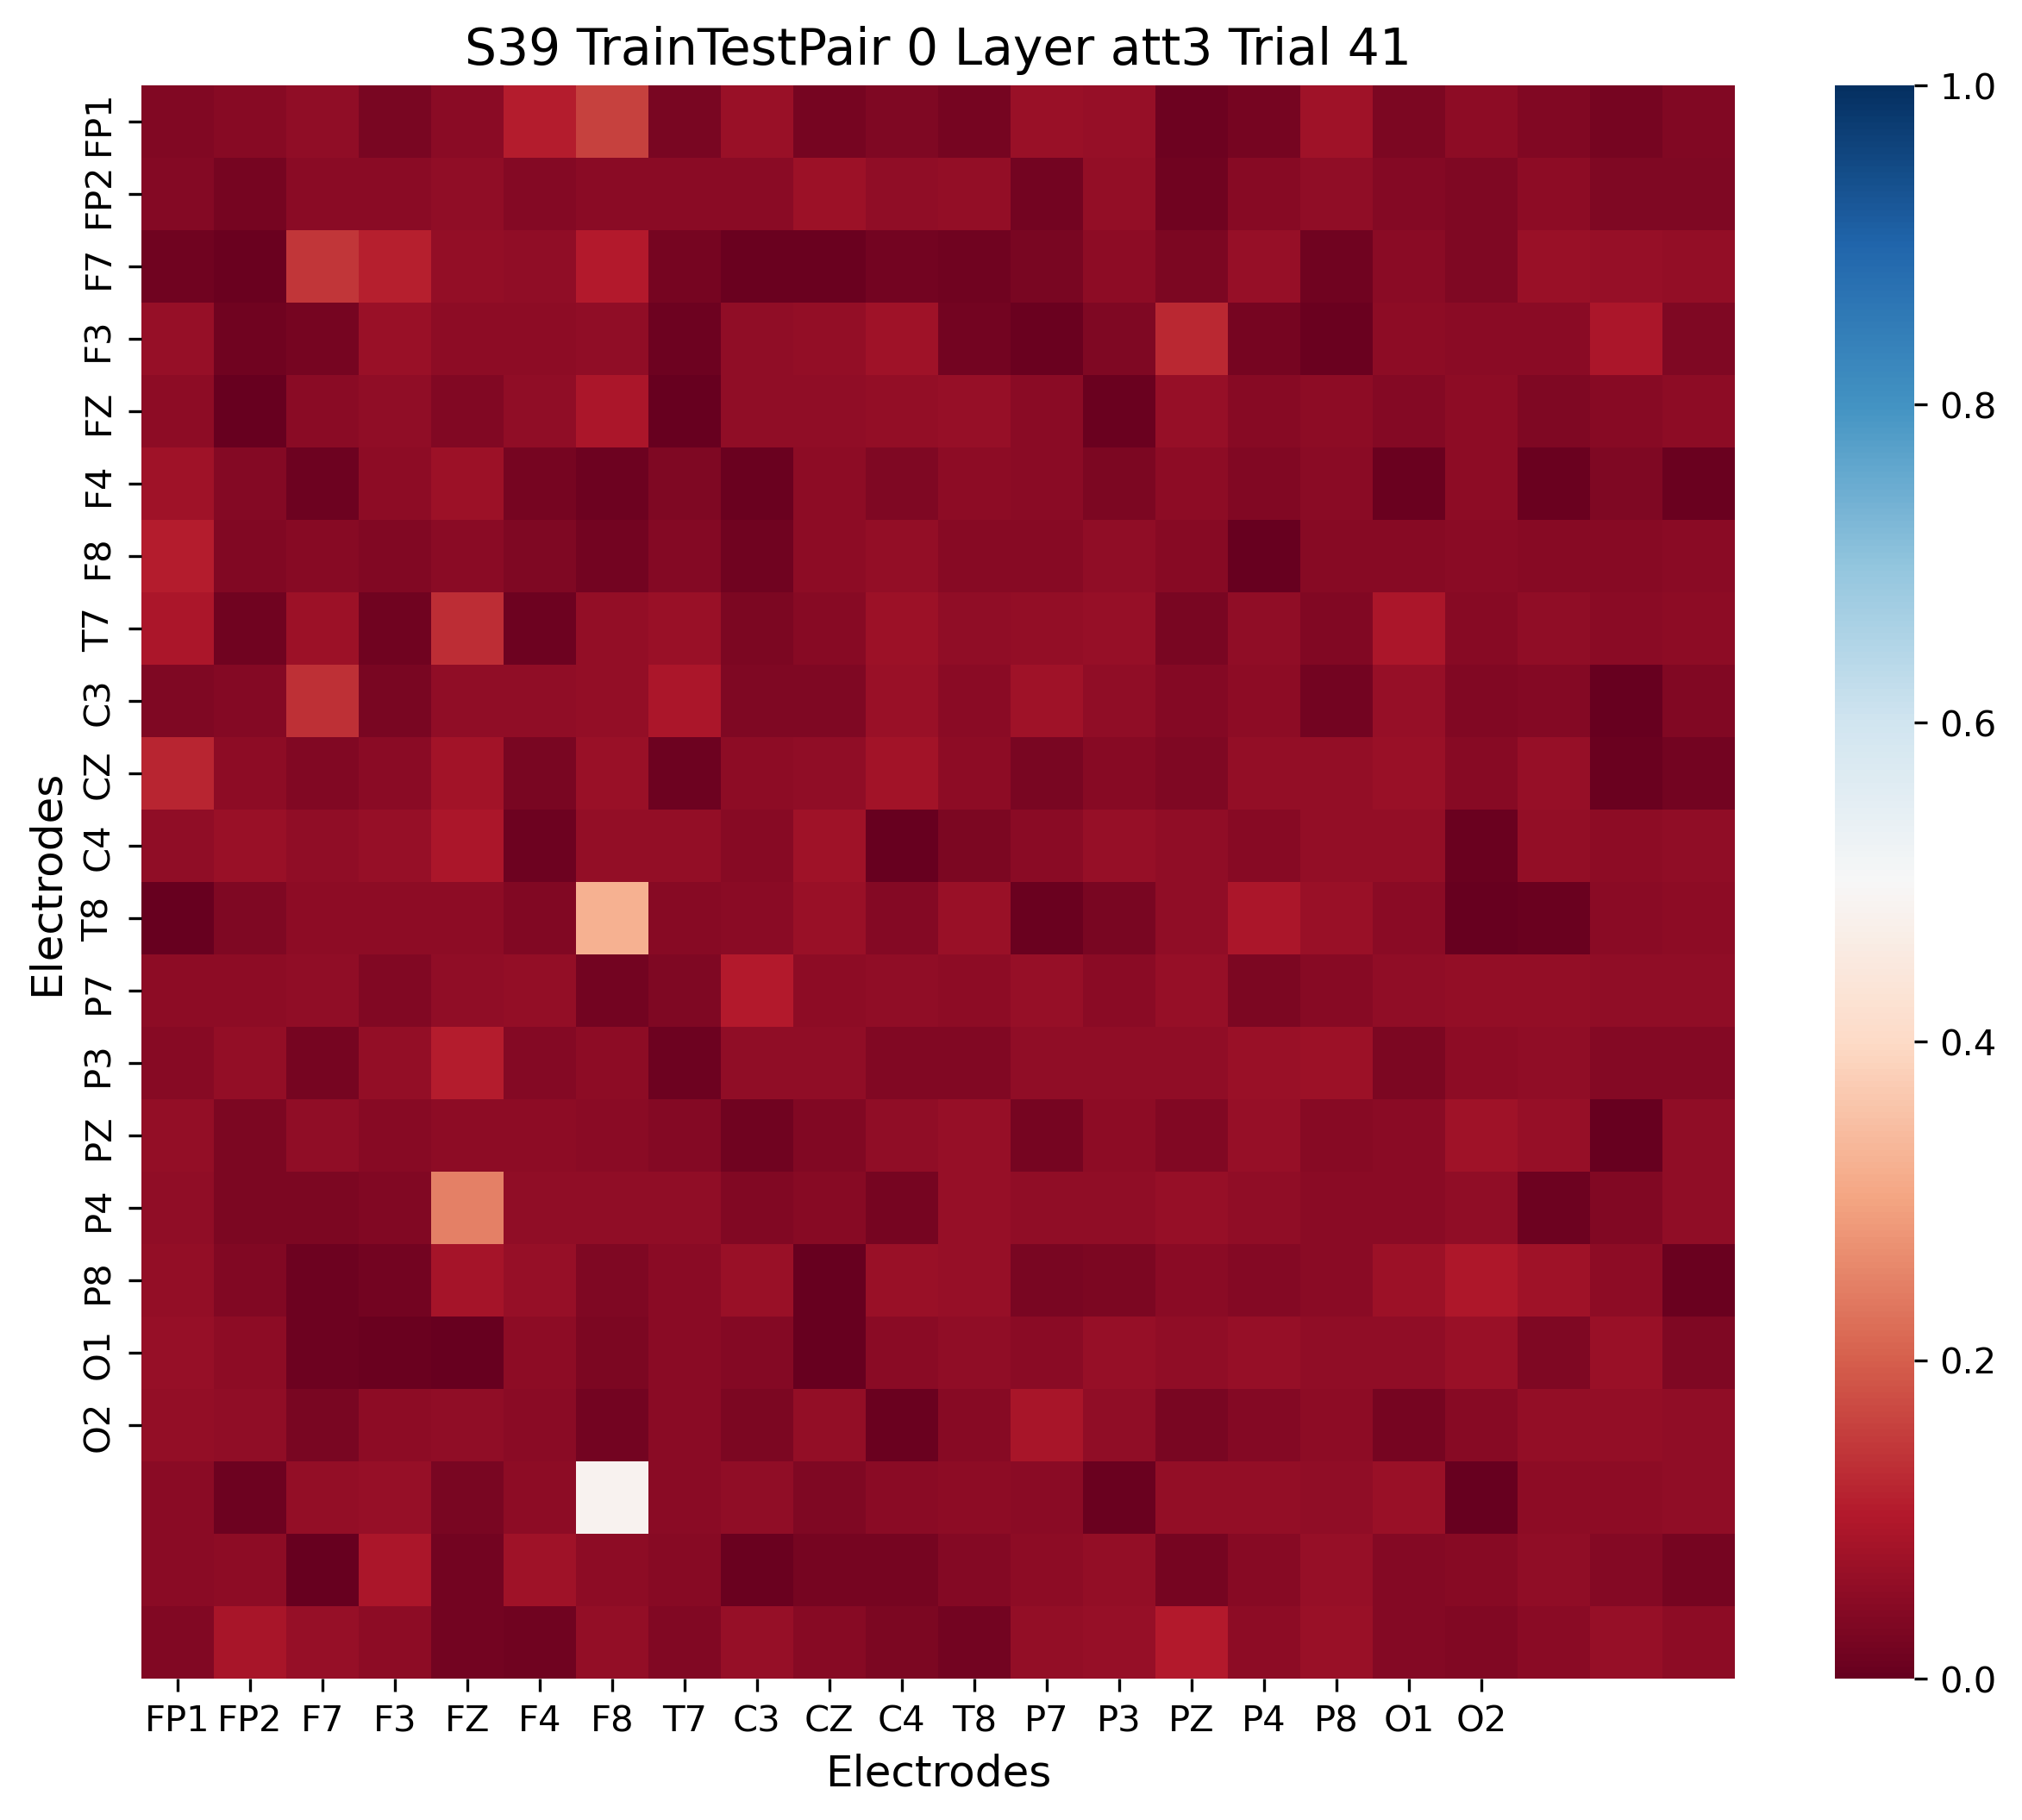 S39 TrainTestPair 0 Layer att3 Trial 41
Electrodes
FP1
FP2
F7
F3
FZ
F4
F8
T7
C3
CZ
C4
T8
P7
P3
PZ
P4
P8
O1
O2
FP1 FP2 F7 F3 FZ F4 F8 T7 C3 CZ C4 T8 P7 P3 PZ P4 P8 O1 O2
Electrodes
1.0
0.8
0.6
0.4
0.2
0.0